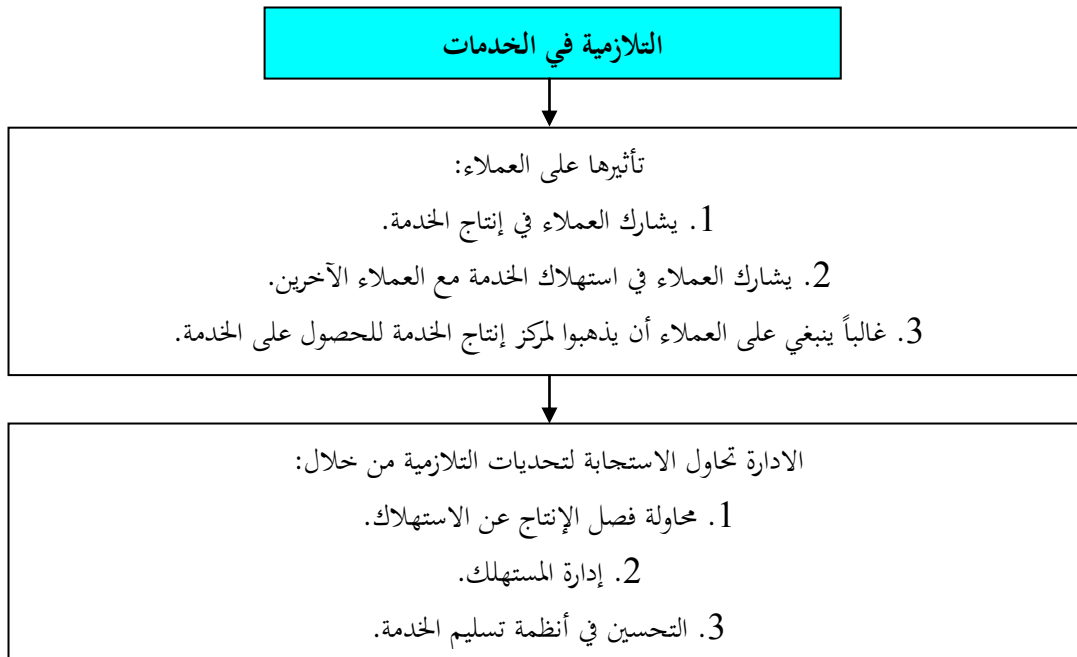 التلازمية في الخدمات
تأثيرها على العملاء:
1. يشارك العملاء في إنتاج الخدمة.
2. يشارك العملاء في استهلاك الخدمة مع العملاء الآخرين.
3. غالباً ينبغي على العملاء أن يذهبوا لمركز إنتاج الخدمة للحصول على الخدمة.
الادارة تحاول الاستجابة لتحديات التلازمية من خلال:
1. محاولة فصل الإنتاج عن الاستهلاك.
2. إدارة المستهلك.
3. التحسين في أنظمة تسليم الخدمة.